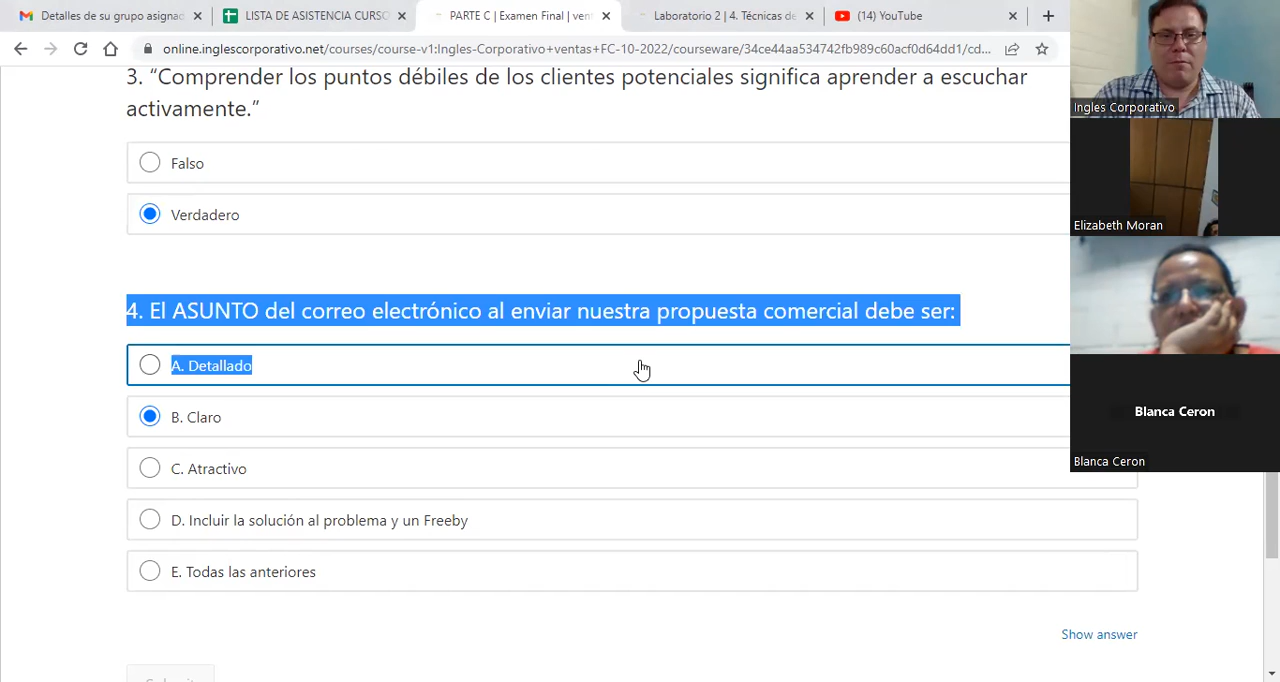 Detalles de su grupo asignad
LISTA DE ASISTENCIA CURSO
PARTE C | Examen Final | vent
Laboratorio 2 | 4. Técnicas de
(14) YouTube
online.inglescorporativo.net/courses/course-v1:Ingles-Corporativo+ventas+FC-10-2022/courseware/34ce44aa534742fb989c60acf0d64dd1/cd...
3. “Comprender los puntos débiles de los clientes potenciales significa aprender a escuchar
activamente.”
Falso
Verdadero
4. El ASUNTO del correo electrónico al enviar nuestra propuesta comercial debe ser:
A. Detallado
B. Claro
C. Atractivo
D. Incluir la solución al problema y un Freeby
E. Todas las anteriores
Show answer
Submit
Ingles Corporativo
Elizabeth Moran
Blanca Ceron
Blanca Ceron